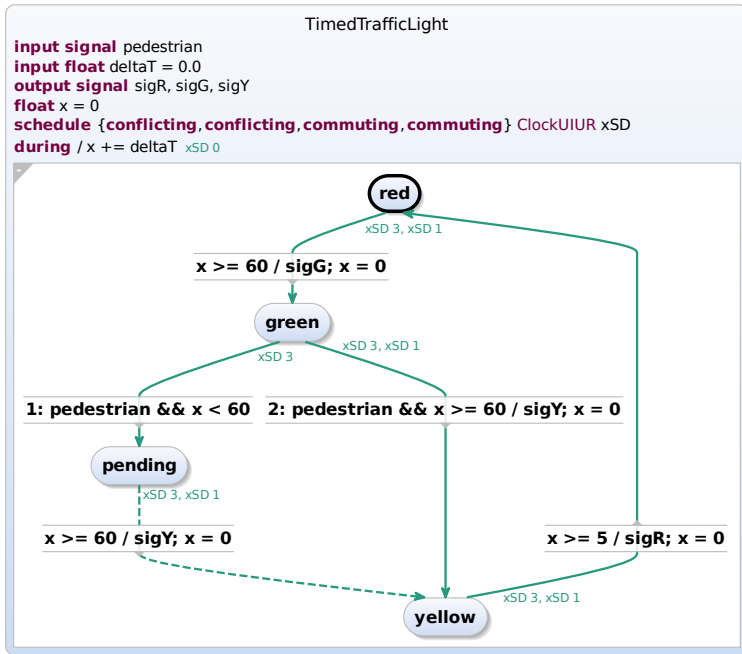 TimedTrafficLight
input signal pedestrian
input float deltaT = 0.0
output signal sigR, sigG, sigY
float x = 0
schedule {conflicting,conflicting,commuting,commuting} ClockUIUR xSD
during / x += deltaT xSD 0
-
red
xSD 3, xSD 1
x >= 60 / sigG; x = 0
green
xSD 3
xSD 3, xSD 1
1: pedestrian && x < 60
2: pedestrian && x >= 60 / sigY; x = 0
pending
xSD 3, xSD 1
x >= 60 / sigY; x = 0
x >= 5 / sigR; x = 0
yellow
xSD 3, xSD 1